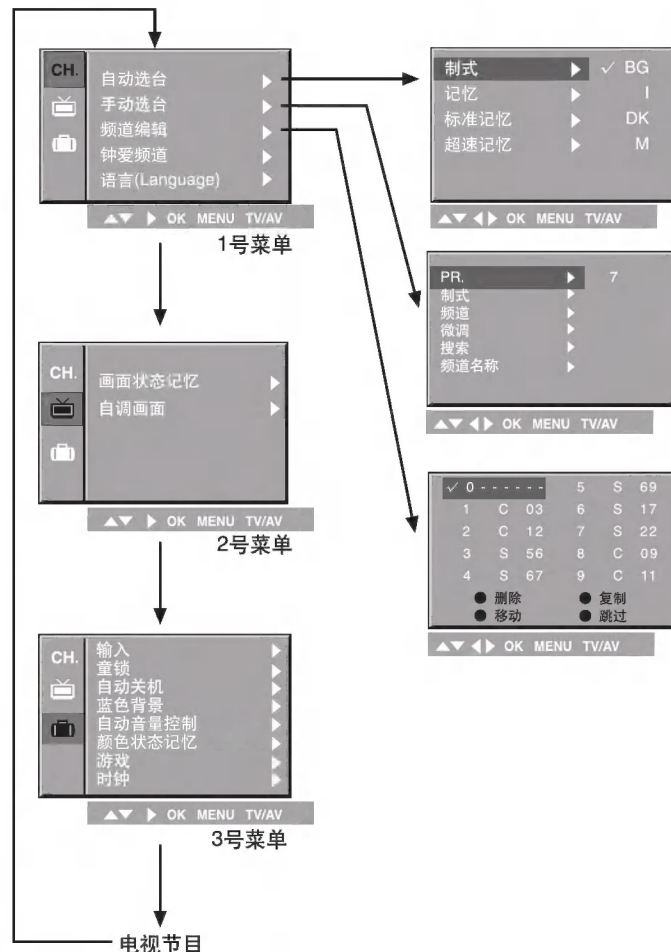 CH.
自动选台
手动选台
频道编辑
钟爱频道
语言(Language)
OK MENU TV/AV
1号菜单
制式 ✓ BG
记忆 I
标准记忆 DK
超速记忆 M
OK MENU TV/AV
PR. 7
制式
频道
微调
搜索
频道名称
OK MENU TV/AV
CH.
画面状态记忆
自调画面
OK MENU TV/AV
2号菜单
✓ 0 - - - - - - 5 S 69
1 C 03 6 S 17
2 C 12 7 S 22
3 S 56 8 C 09
4 S 67 9 C 11
● 删除 ● 复制
● 移动 ● 跳过
OK MENU TV/AV
CH.
输入
童锁
自动关机
蓝色背景
自动音量控制
颜色状态记忆
游戏
时钟
OK MENU TV/AV
3号菜单
电视节目